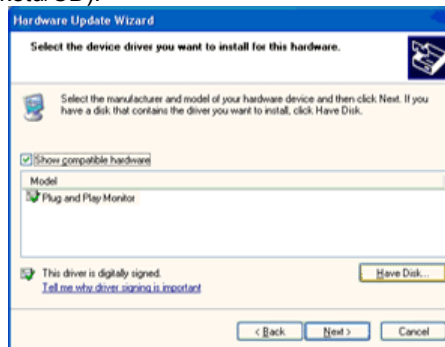 Hardware Update Wizard
Select the device driver you want to install for this hardware.
Select the manufacturer and model of your hardware device and then click Next. If you
have a disk that contains the driver you want to install, click Have Disk.
Show compatible hardware
Model
Plug and Play Monitor
This driver is digitally signed.
Have Disk...
Tell me why driver signing is important
< Back
Next >
Cancel